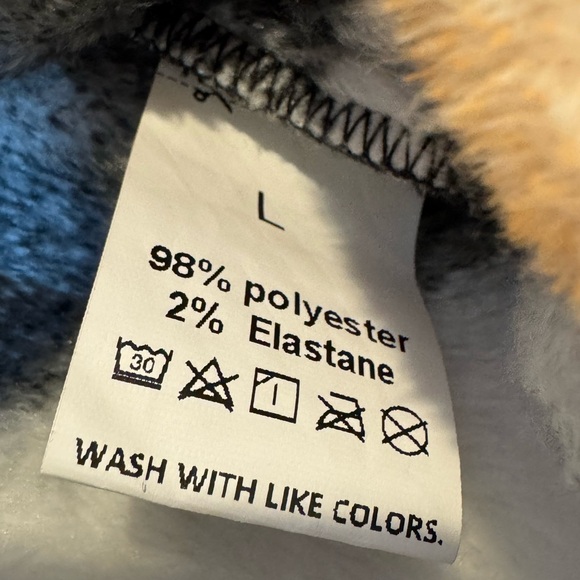 L
98% polyester
2% Elastane
30
WASH WITH LIKE COLORS.